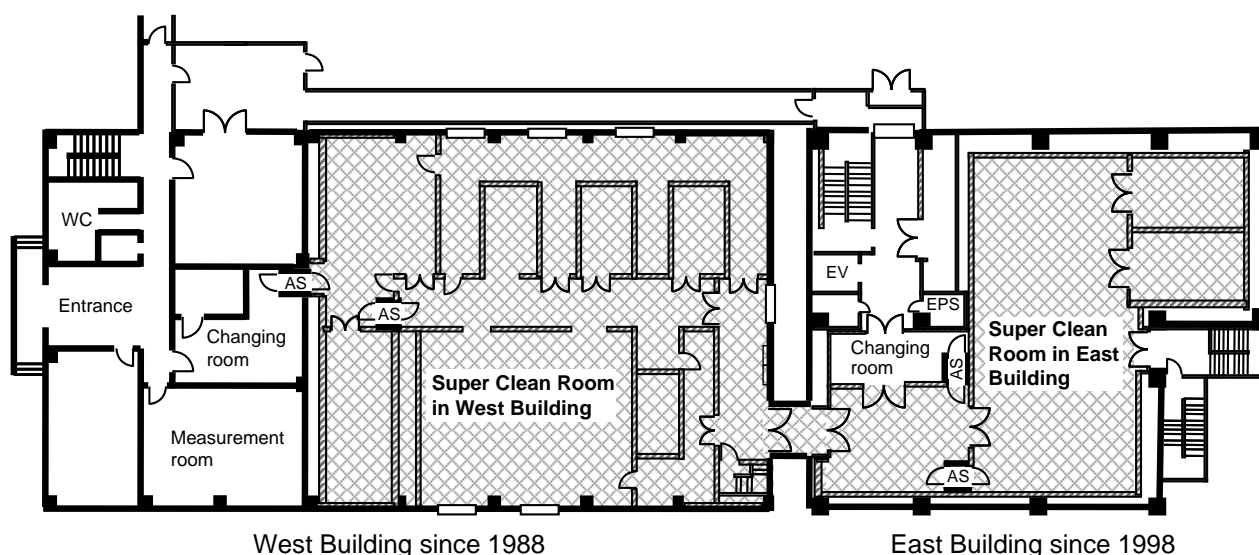 WC
Entrance
AS
Changing
room
Measurement
room
AS
Super Clean Room
in West Building
EV
EPS
Changing
room
AS
Super Clean
Room in East
Building
AS
West Building since 1988
East Building since 1998